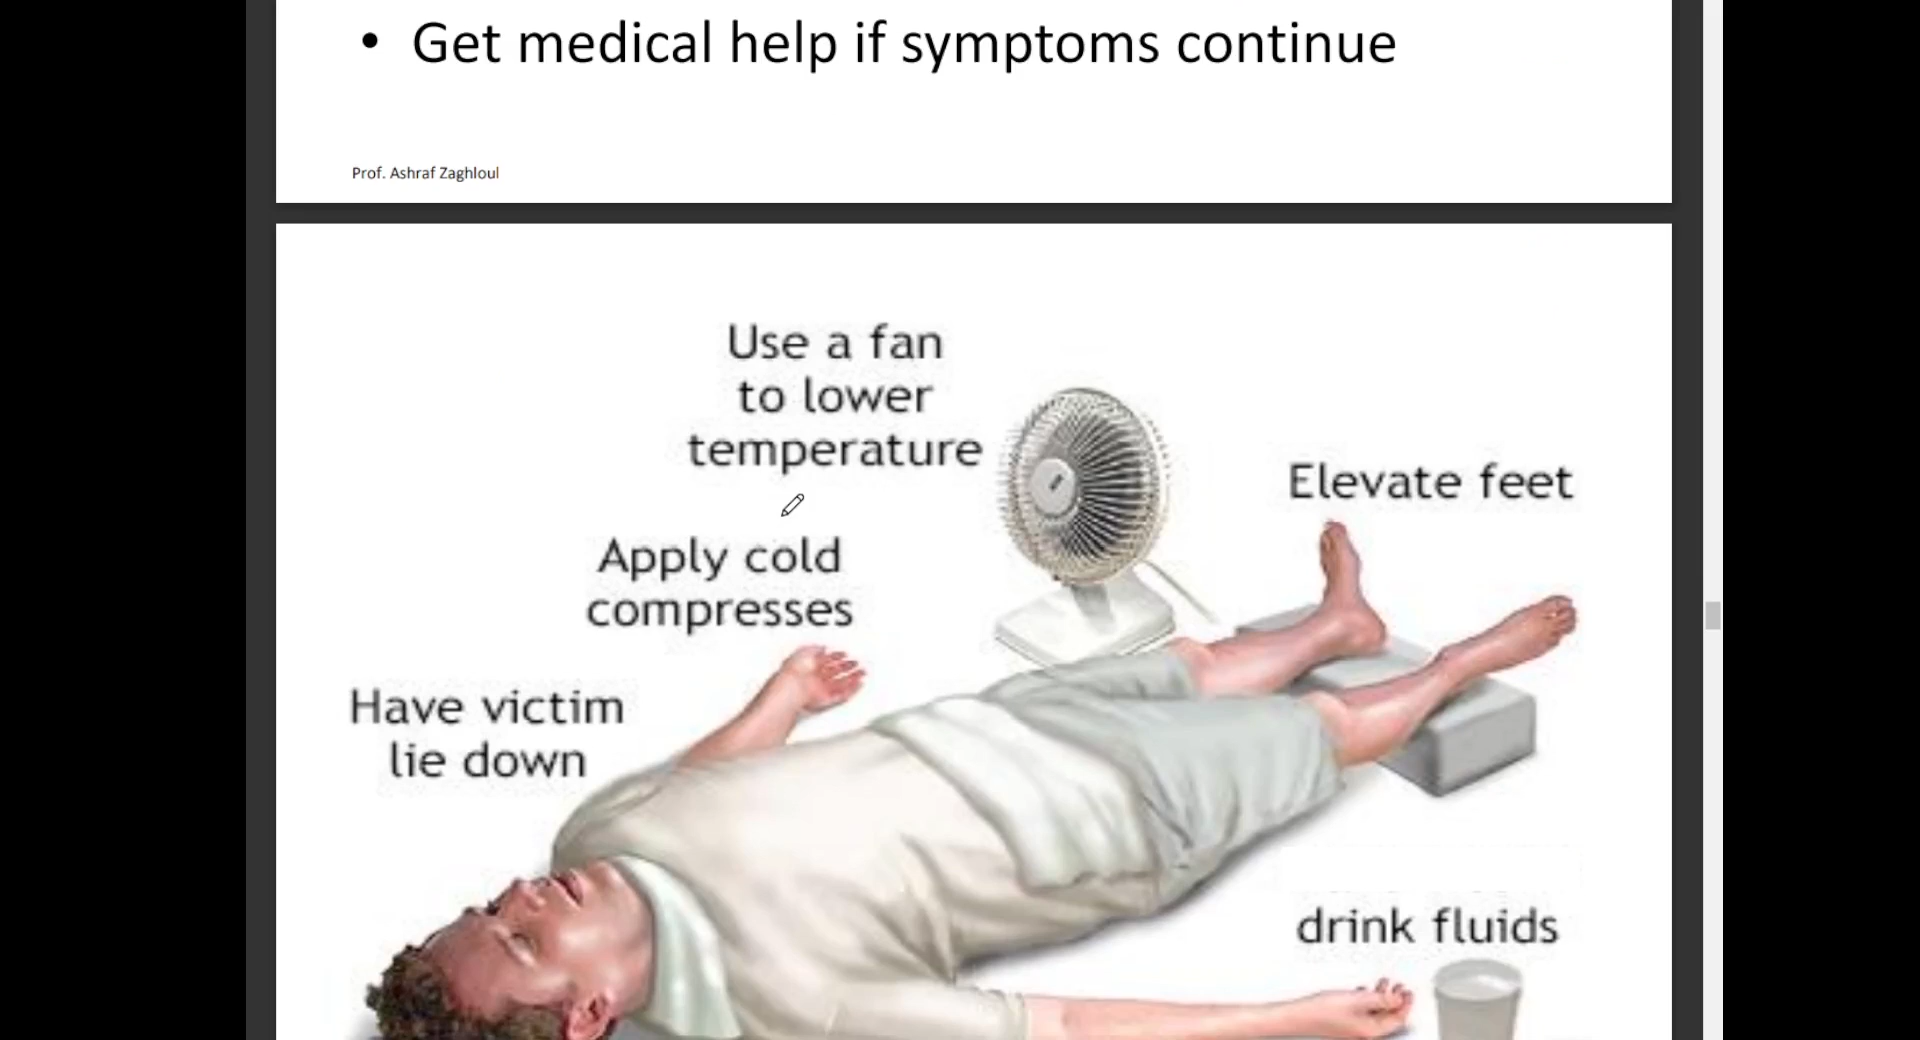 • Get medical help if symptoms continue
Prof. Ashraf Zaghloul
Use a fan
to lower
temperature
Elevate feet
Apply cold
compresses
Have victim
lie down
drink fluids